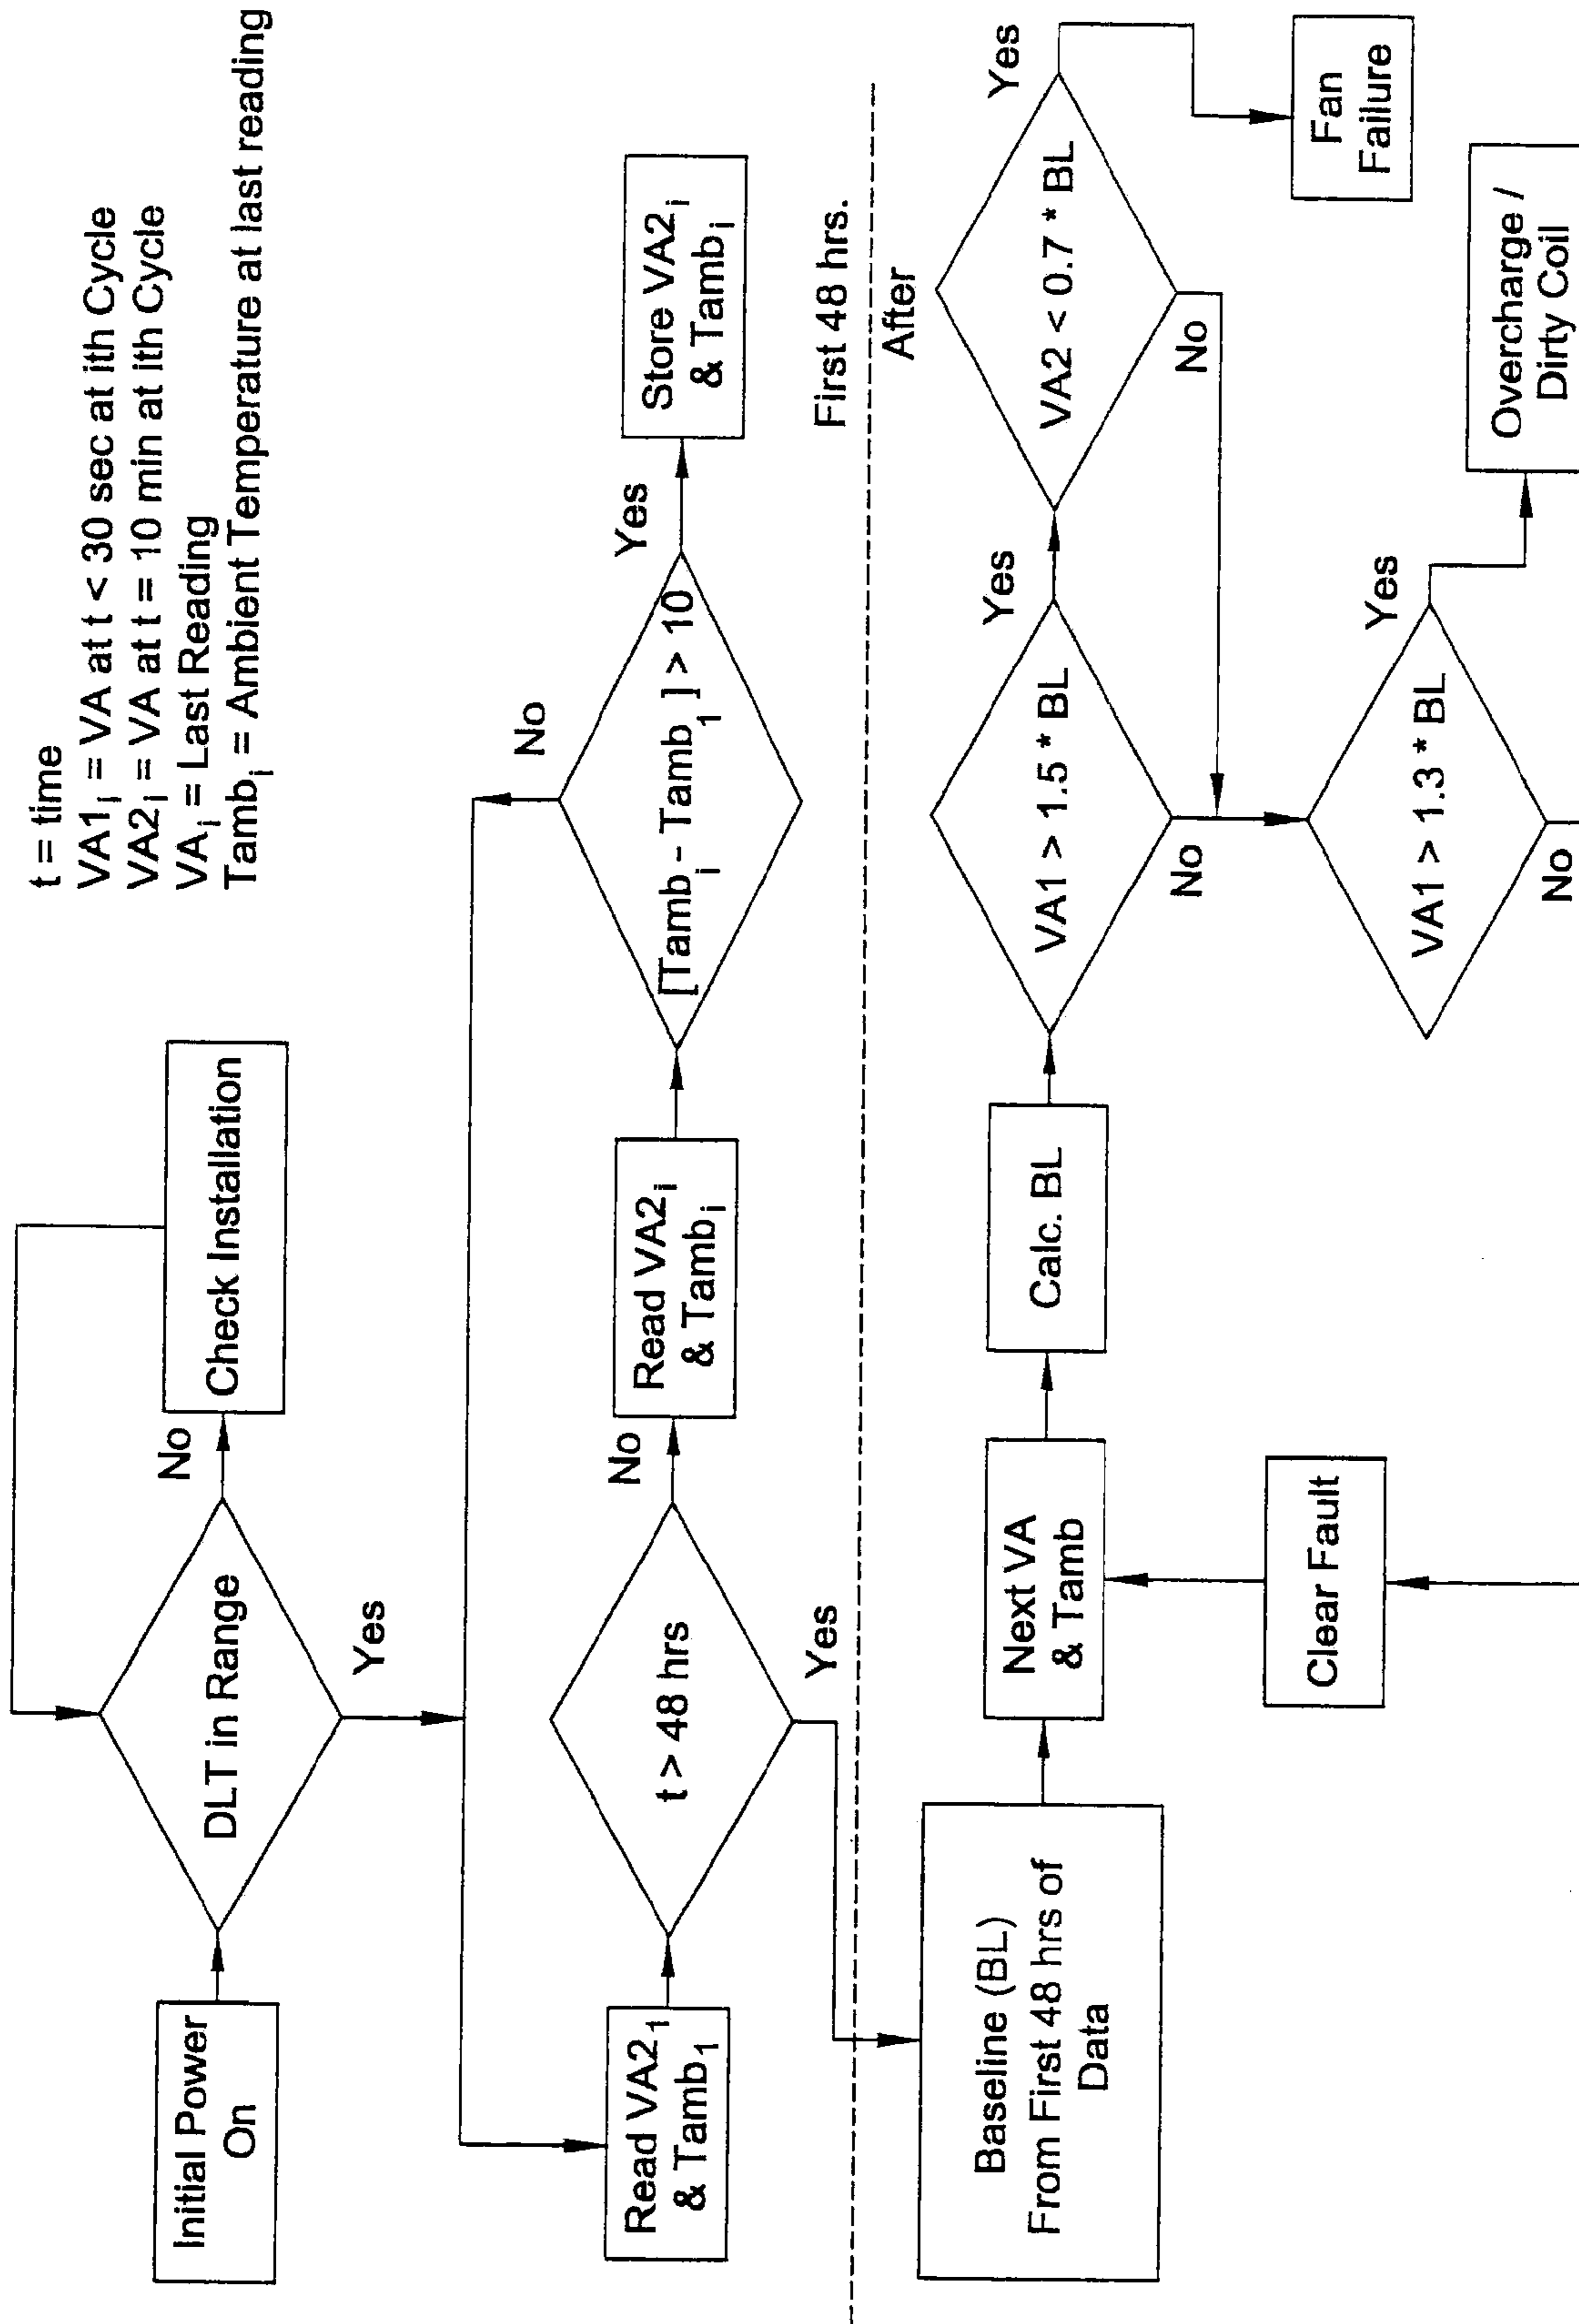 t = time
VA1i = VA at t < 30 sec at ith Cycle
VA2i = VA at t = 10 min at ith Cycle
VAi = Last Reading
Tambi = Ambient Temperature at last reading
Initial Power
On
DLT in Range
No
Check Installation
Yes
Read VA21
& Tamb1
t > 48 hrs
No
Read VA2i
& Tambi
[Tambi - Tamb1] > 10
No
Yes
Store VA2i
& Tambi
Yes
First 48 hrs.
After
Baseline (BL)
From First 48 hrs of
Data
Next VA
& Tamb
Calc. BL
VA1 > 1.5 * BL
Yes
VA2 < 0.7 * BL
Yes
No
No
Fan
Failure
Clear Fault
VA1 > 1.3 * BL
Yes
Overcharge /
Dirty Coil
No